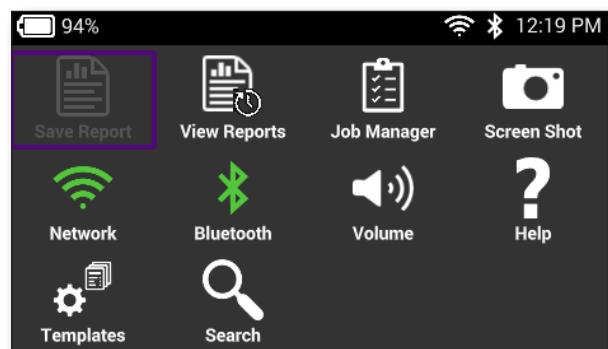 94% 12:19 PM
Save Report View Reports Job Manager Screen Shot
Network Bluetooth Volume Help
Templates Search